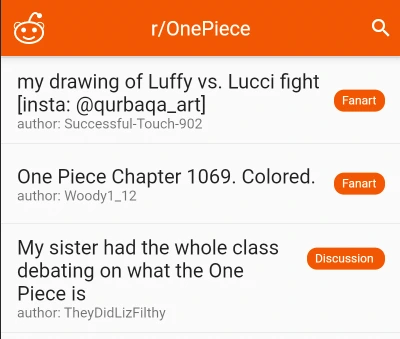 r/OnePiece
my drawing of Luffy vs. Lucci fight
[insta: @qurbaqa_art]
Fanart
author: Successful-Touch-902
One Piece Chapter 1069. Colored.
Fanart
author: Woody1_12
My sister had the whole class
debating on what the One
Piece is
Discussion
author: TheyDidLizFilthy